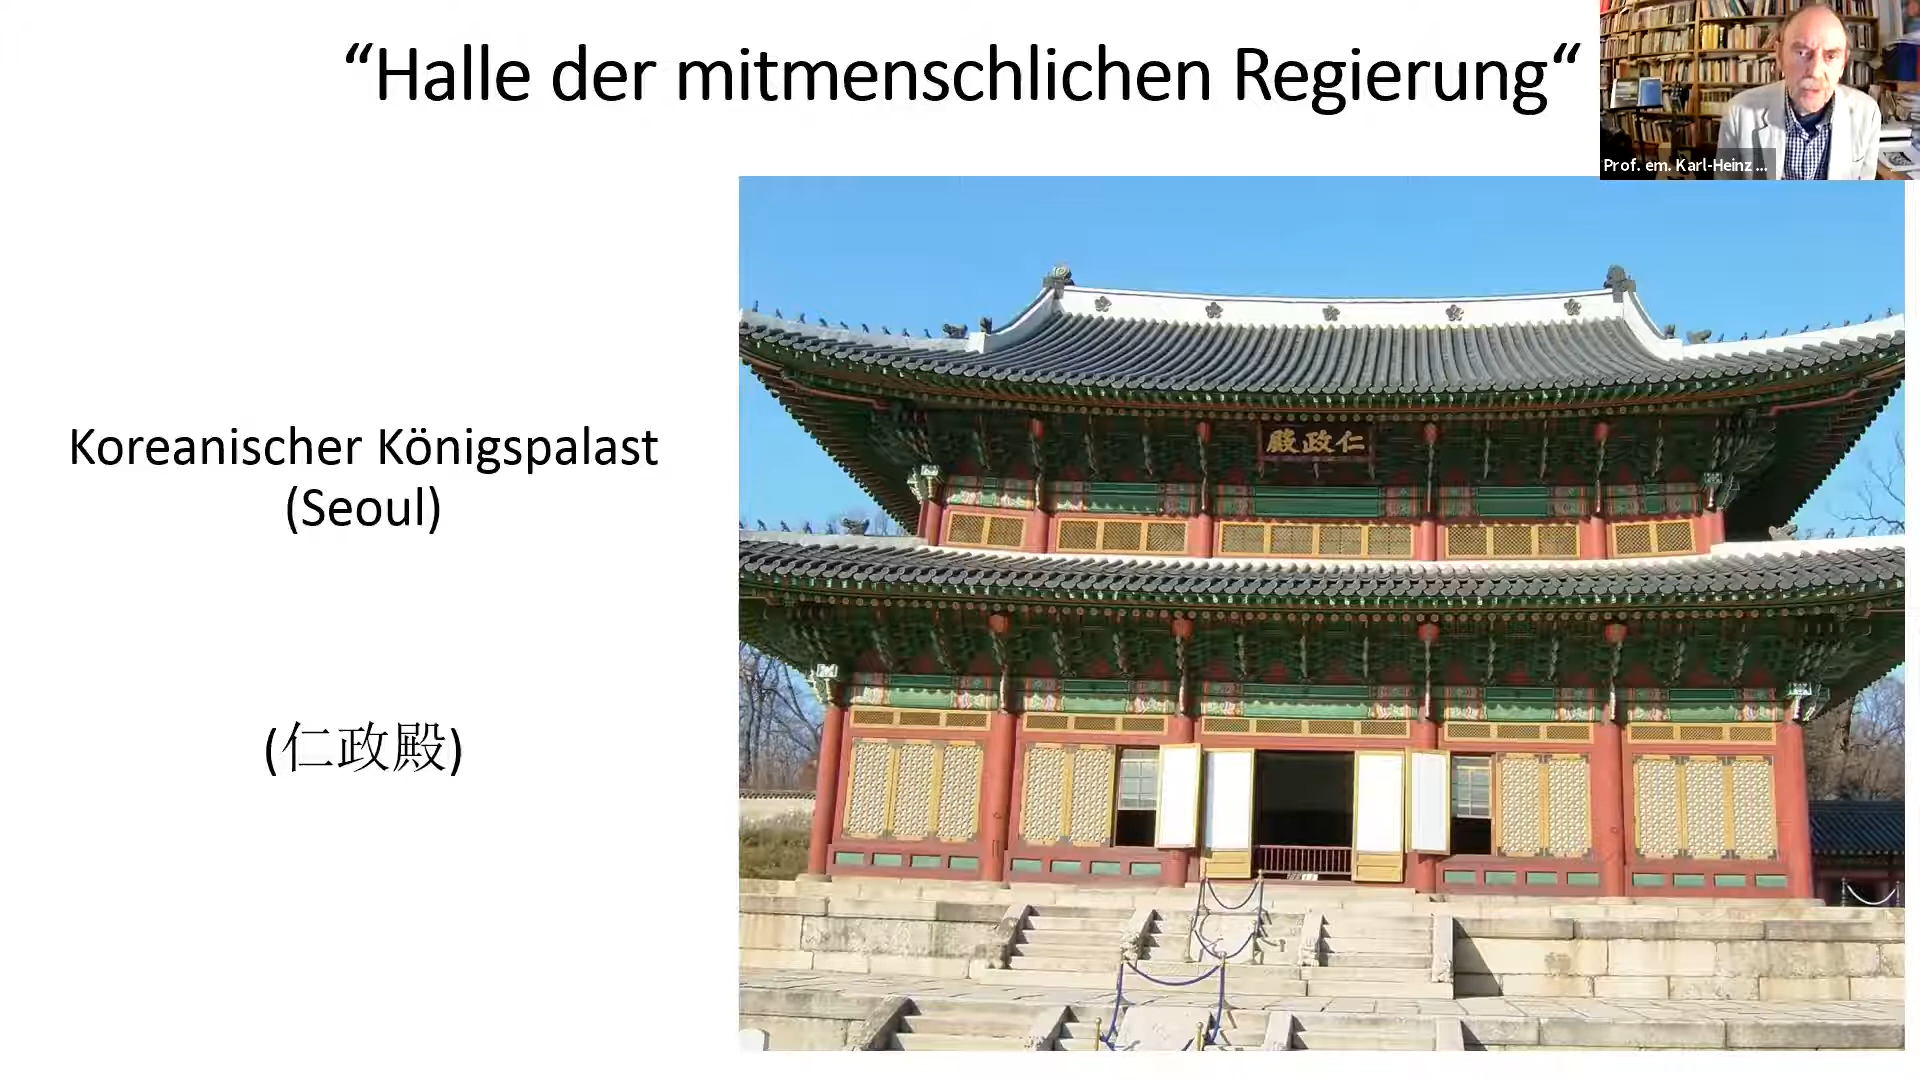 “Halle der mitmenschlichen Regierung“
Prof. em. Karl-Heinz ...
Koreanischer Königspalast
(Seoul)
(仁政殿)
殿政仁